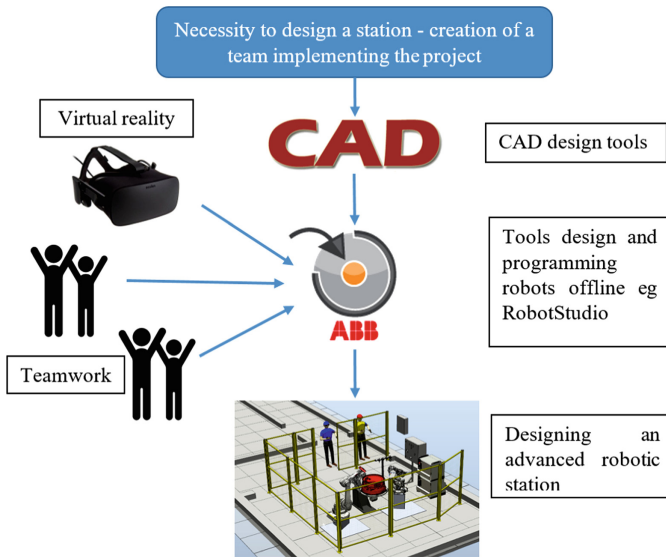 Necessity to design a station - creation of a
team implementing the project
Virtual reality
CAD
CAD design tools
Tools design and
programming
robots offline eg
RobotStudio
ABB
Teamwork
Designing an
advanced robotic
station